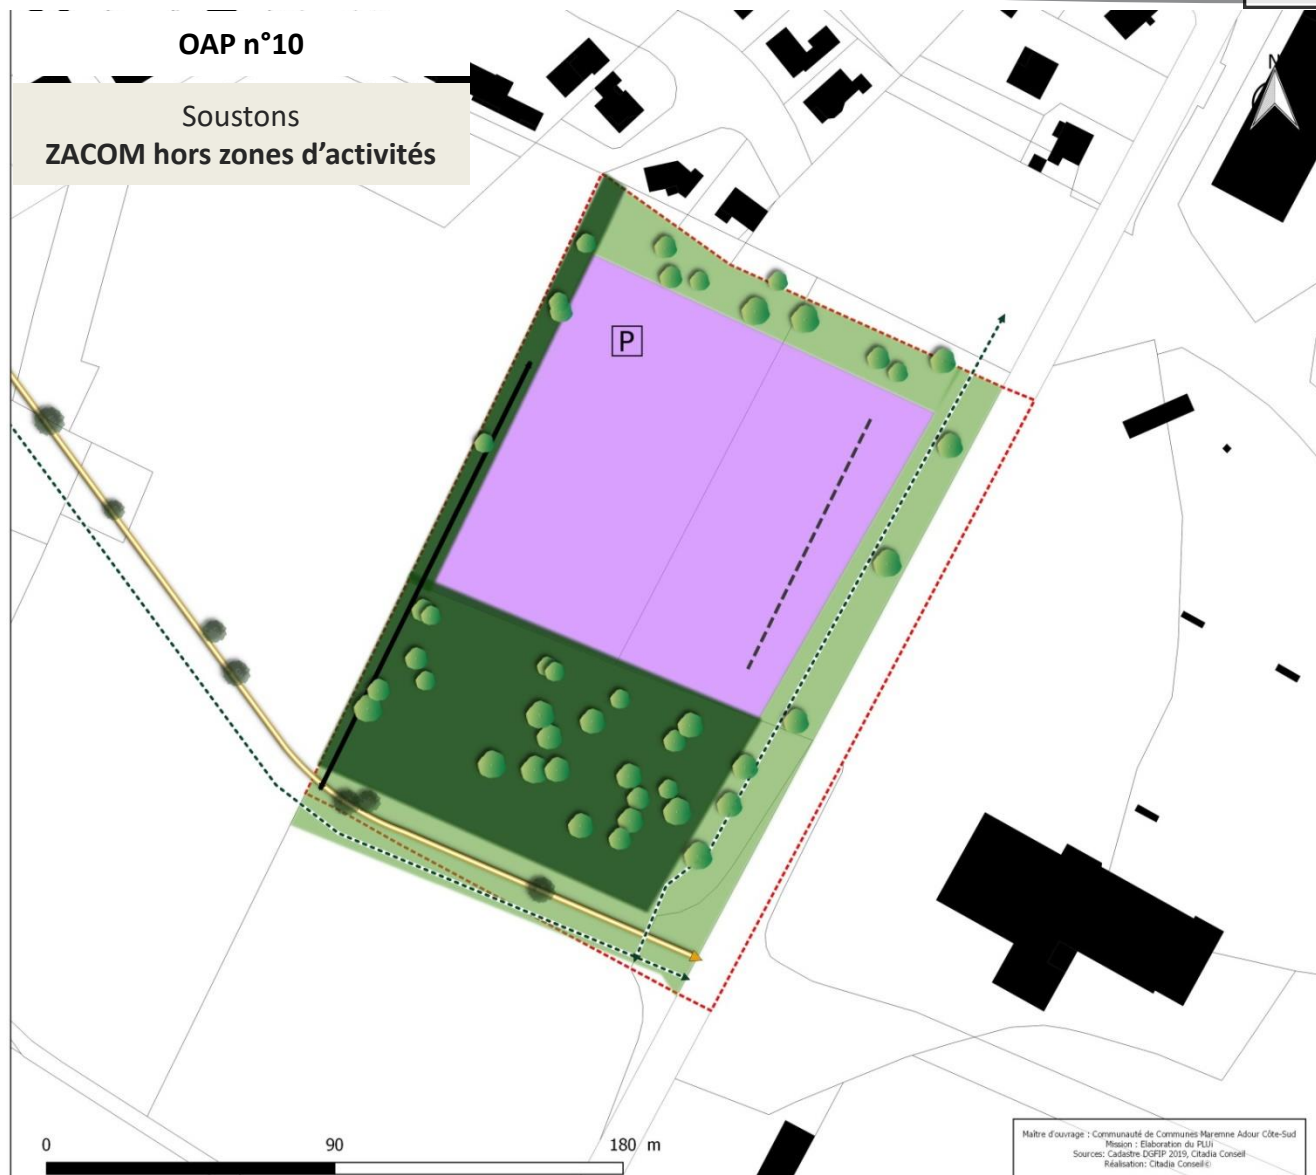 OAP n°10
Soustons
ZACOM hors zones d'activités
N
P
0 90 180 m
Maître d'ouvrage : Communauté de Communes Maremne Adour Côte-Sud
Mission : Elaboration du PLUi
Sources: Cadastre DGFIP 2019, Citadia Conseil
Réalisation: Citadia Conseil©